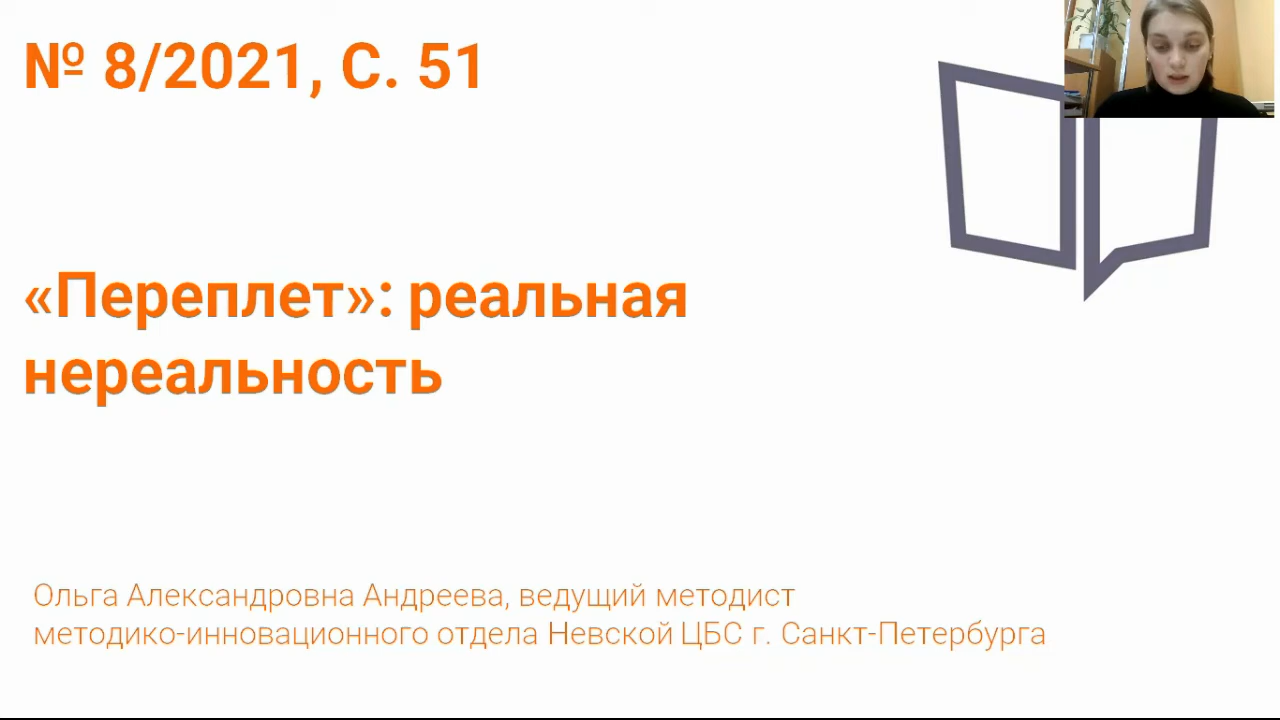 № 8/2021, С. 51
«Переплет»: реальная
нереальность
Ольга Александровна Андреева, ведущий методист
методико-инновационного отдела Невской ЦБС г. Санкт-Петербурга